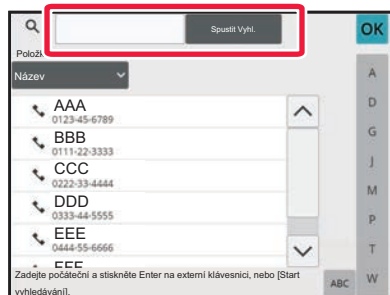 Spustit Vyhl.
OK
Polož
Název
A
AAA
0123-45-6789
D
BBB
0111-22-3333
G
CCC
0222-33-4444
J
DDD
0333-44-5555
M
EEE
0444-55-6666
P
FFF
T
Zadejte počáteční a stiskněte Enter na externí klávesnici, nebo [Start
vyhledávání].
ABC
W